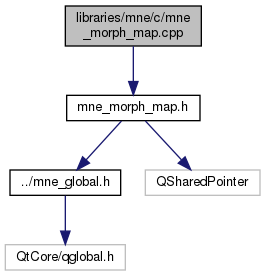 libraries/mne/c/mne
_morph_map.cpp
mne_morph_map.h
../mne_global.h
QSharedPointer
QtCore/qglobal.h